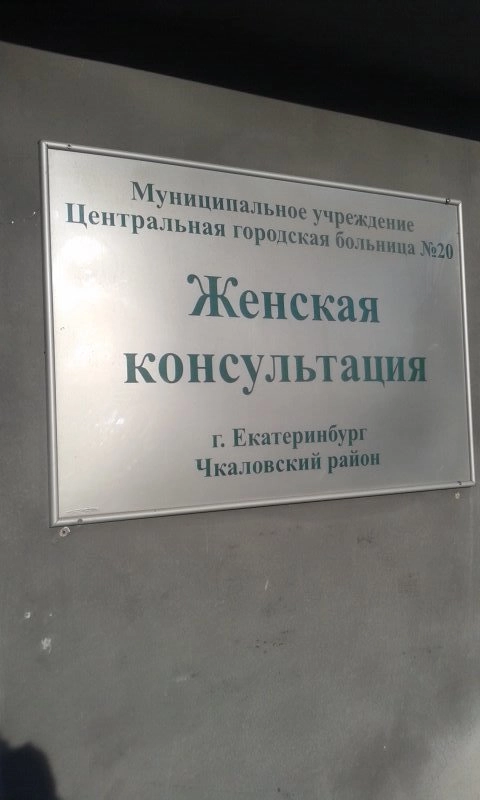 Муниципальное учреждение
Центральная городская больница №20
Женская
консультация
г. Екатеринбург
Чкаловский район